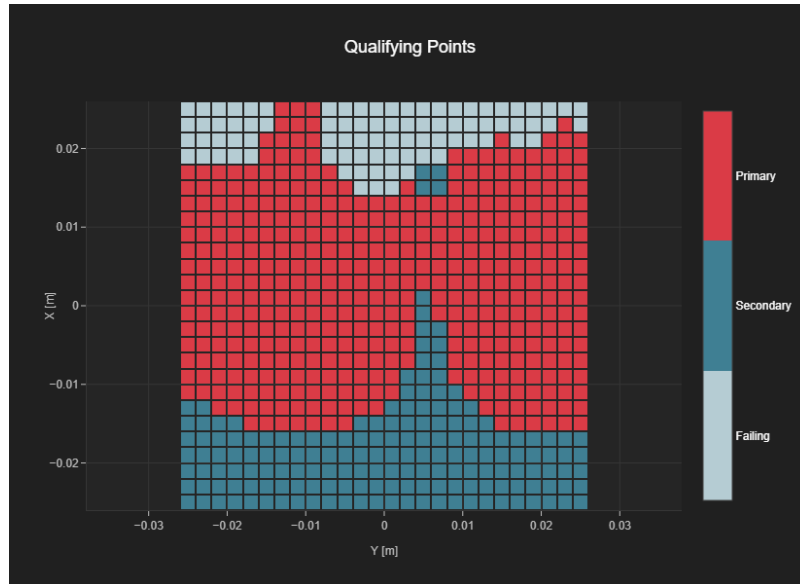 Qualifying Points
Primary
Secondary
Failing
X [m]
0.02
0.01
0
−0.01
−0.02
−0.03
−0.02
−0.01
0
0.01
0.02
0.03
Y [m]